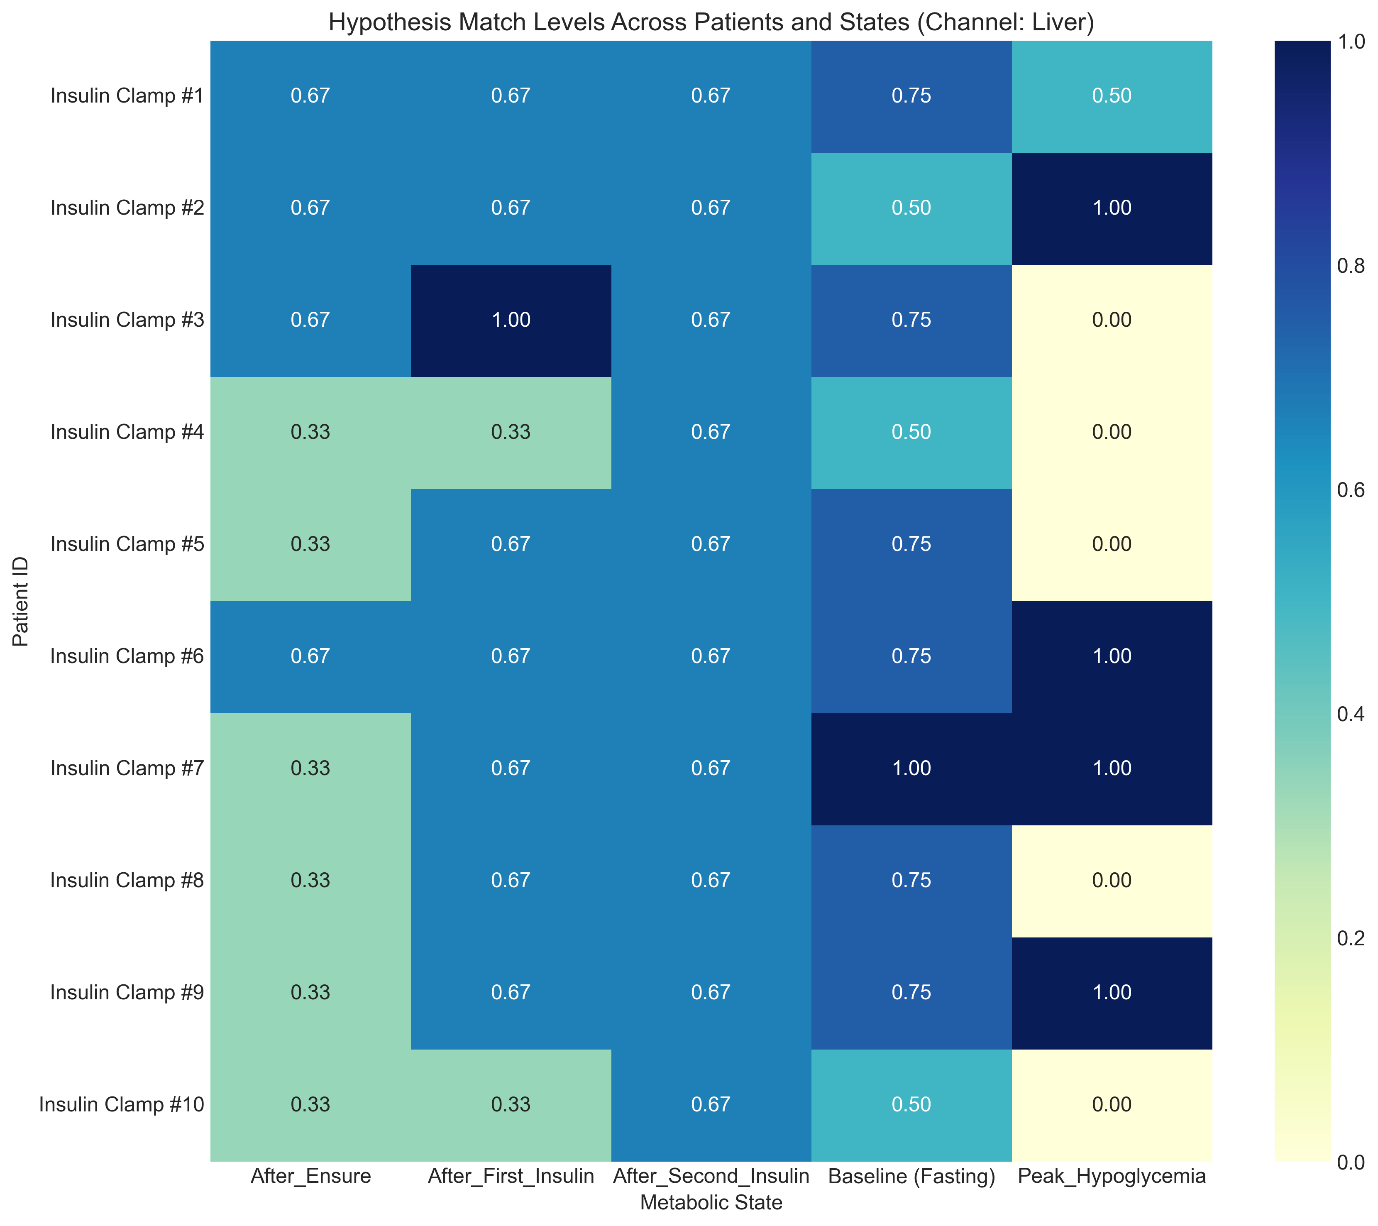 Hypothesis Match Levels Across Patients and States (Channel: Liver)
Patient ID
Insulin Clamp #1 0.67 0.67 0.67 0.75 0.50
Insulin Clamp #2 0.67 0.67 0.67 0.50 1.00
Insulin Clamp #3 0.67 1.00 0.67 0.75 0.00
Insulin Clamp #4 0.33 0.33 0.67 0.50 0.00
Insulin Clamp #5 0.33 0.67 0.67 0.75 0.00
Insulin Clamp #6 0.67 0.67 0.67 0.75 1.00
Insulin Clamp #7 0.33 0.67 0.67 1.00 1.00
Insulin Clamp #8 0.33 0.67 0.67 0.75 0.00
Insulin Clamp #9 0.33 0.67 0.67 0.75 1.00
Insulin Clamp #10 0.33 0.33 0.67 0.50 0.00
After_Ensure After_First_Insulin After_Second_Insulin Baseline (Fasting) Peak_Hypoglycemia
Metabolic State
1.0
0.8
0.6
0.4
0.2
0.0